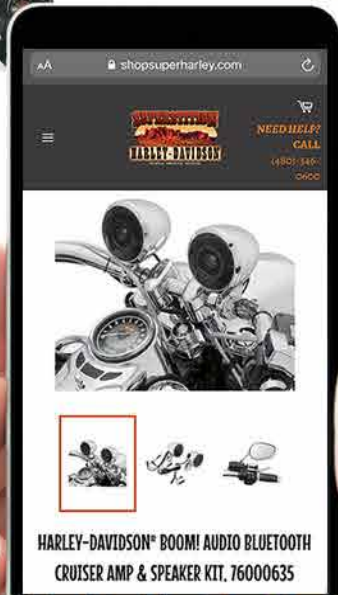 AA shopsuperharley.com
SUPERSTITION
HARLEY-DAVIDSON
NEED HELP?
CALL
(480)-346-
0600
HARLEY-DAVIDSON® BOOM! AUDIO BLUETOOTH
CRUISER AMP & SPEAKER KIT, 76000635